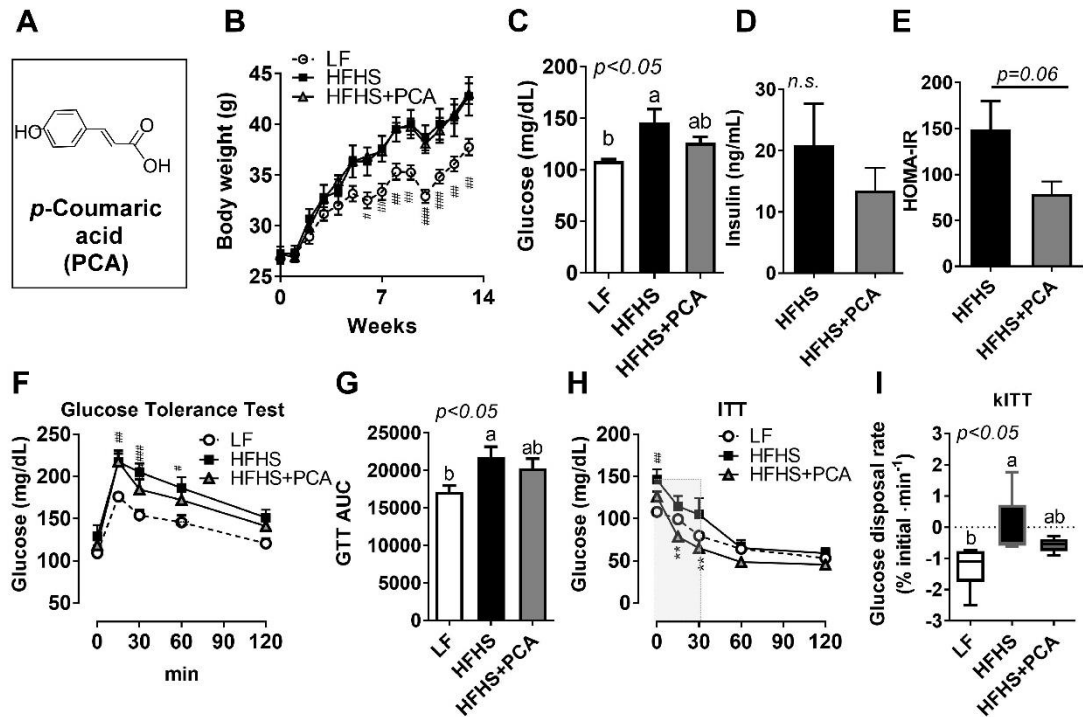 A
HO
O
OH
p-Coumaric
acid
(PCA)
B
LF
HFHS
HFHS+PCA
Body weight (g)
45
40
35
30
25
#
##
##
##
###
###
##
##
0
7
14
Weeks
C
p<0.05
Glucose (mg/dL)
200
150
100
50
0
b
a
ab
LF
HFHS
HFHS+PCA
D
n.s.
Insulin (ng/mL)
30
20
10
0
HFHS
HFHS+PCA
E
p=0.06
HOMA-IR
200
150
100
50
0
HFHS
HFHS+PCA
F
Glucose Tolerance Test
LF
HFHS
HFHS+PCA
Glucose (mg/dL)
250
200
150
100
50
##
###
#
0
30
60
120
min
G
p<0.05
GTT AUC
25000
20000
15000
10000
5000
0
b
a
ab
LF
HFHS
HFHS+PCA
H
ITT
LF
HFHS
HFHS+PCA
Glucose (mg/dL)
250
200
150
100
50
0
##
**
**
0
30
60
120
I
kITT
p<0.05
Glucose disposal rate
(% initial ·min⁻¹)
3
2
1
0
-1
-2
-3
b
a
ab
LF
HFHS
HFHS+PCA